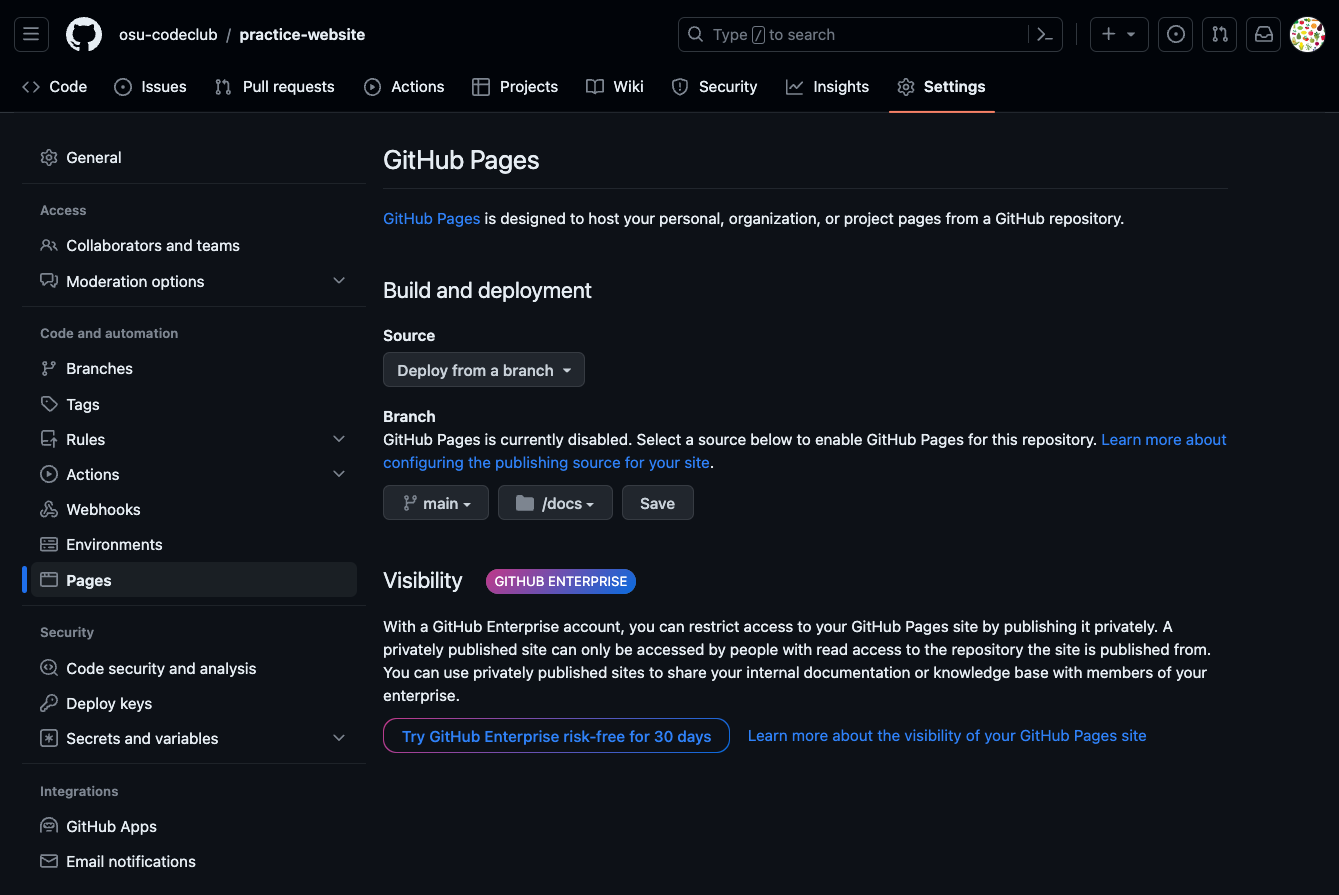 osu-codeclub / practice-website
Type / to search
Code
Issues
Pull requests
Actions
Projects
Wiki
Security
Insights
Settings
General
Access
Collaborators and teams
Moderation options
Code and automation
Branches
Tags
Rules
Actions
Webhooks
Environments
Pages
Security
Code security and analysis
Deploy keys
Secrets and variables
Integrations
GitHub Apps
Email notifications
GitHub Pages
GitHub Pages is designed to host your personal, organization, or project pages from a GitHub repository.
Build and deployment
Source
Deploy from a branch
Branch
GitHub Pages is currently disabled. Select a source below to enable GitHub Pages for this repository. Learn more about
configuring the publishing source for your site.
main
/docs
Save
Visibility
GITHUB ENTERPRISE
With a GitHub Enterprise account, you can restrict access to your GitHub Pages site by publishing it privately. A
privately published site can only be accessed by people with read access to the repository the site is published from.
You can use privately published sites to share your internal documentation or knowledge base with members of your
enterprise.
Try GitHub Enterprise risk-free for 30 days
Learn more about the visibility of your GitHub Pages site